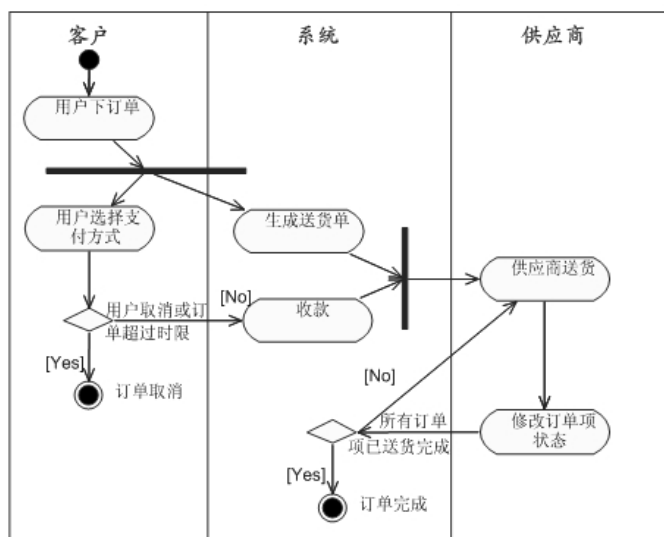 客户
系统
供应商
用户下订单
用户选择支
付方式
生成送货单
供应商送货
[No]
收款
用户取消或订
单超过时限
[Yes]
订单取消
[No]
所有订单
项已送货完成
修改订单项
状态
[Yes]
订单完成